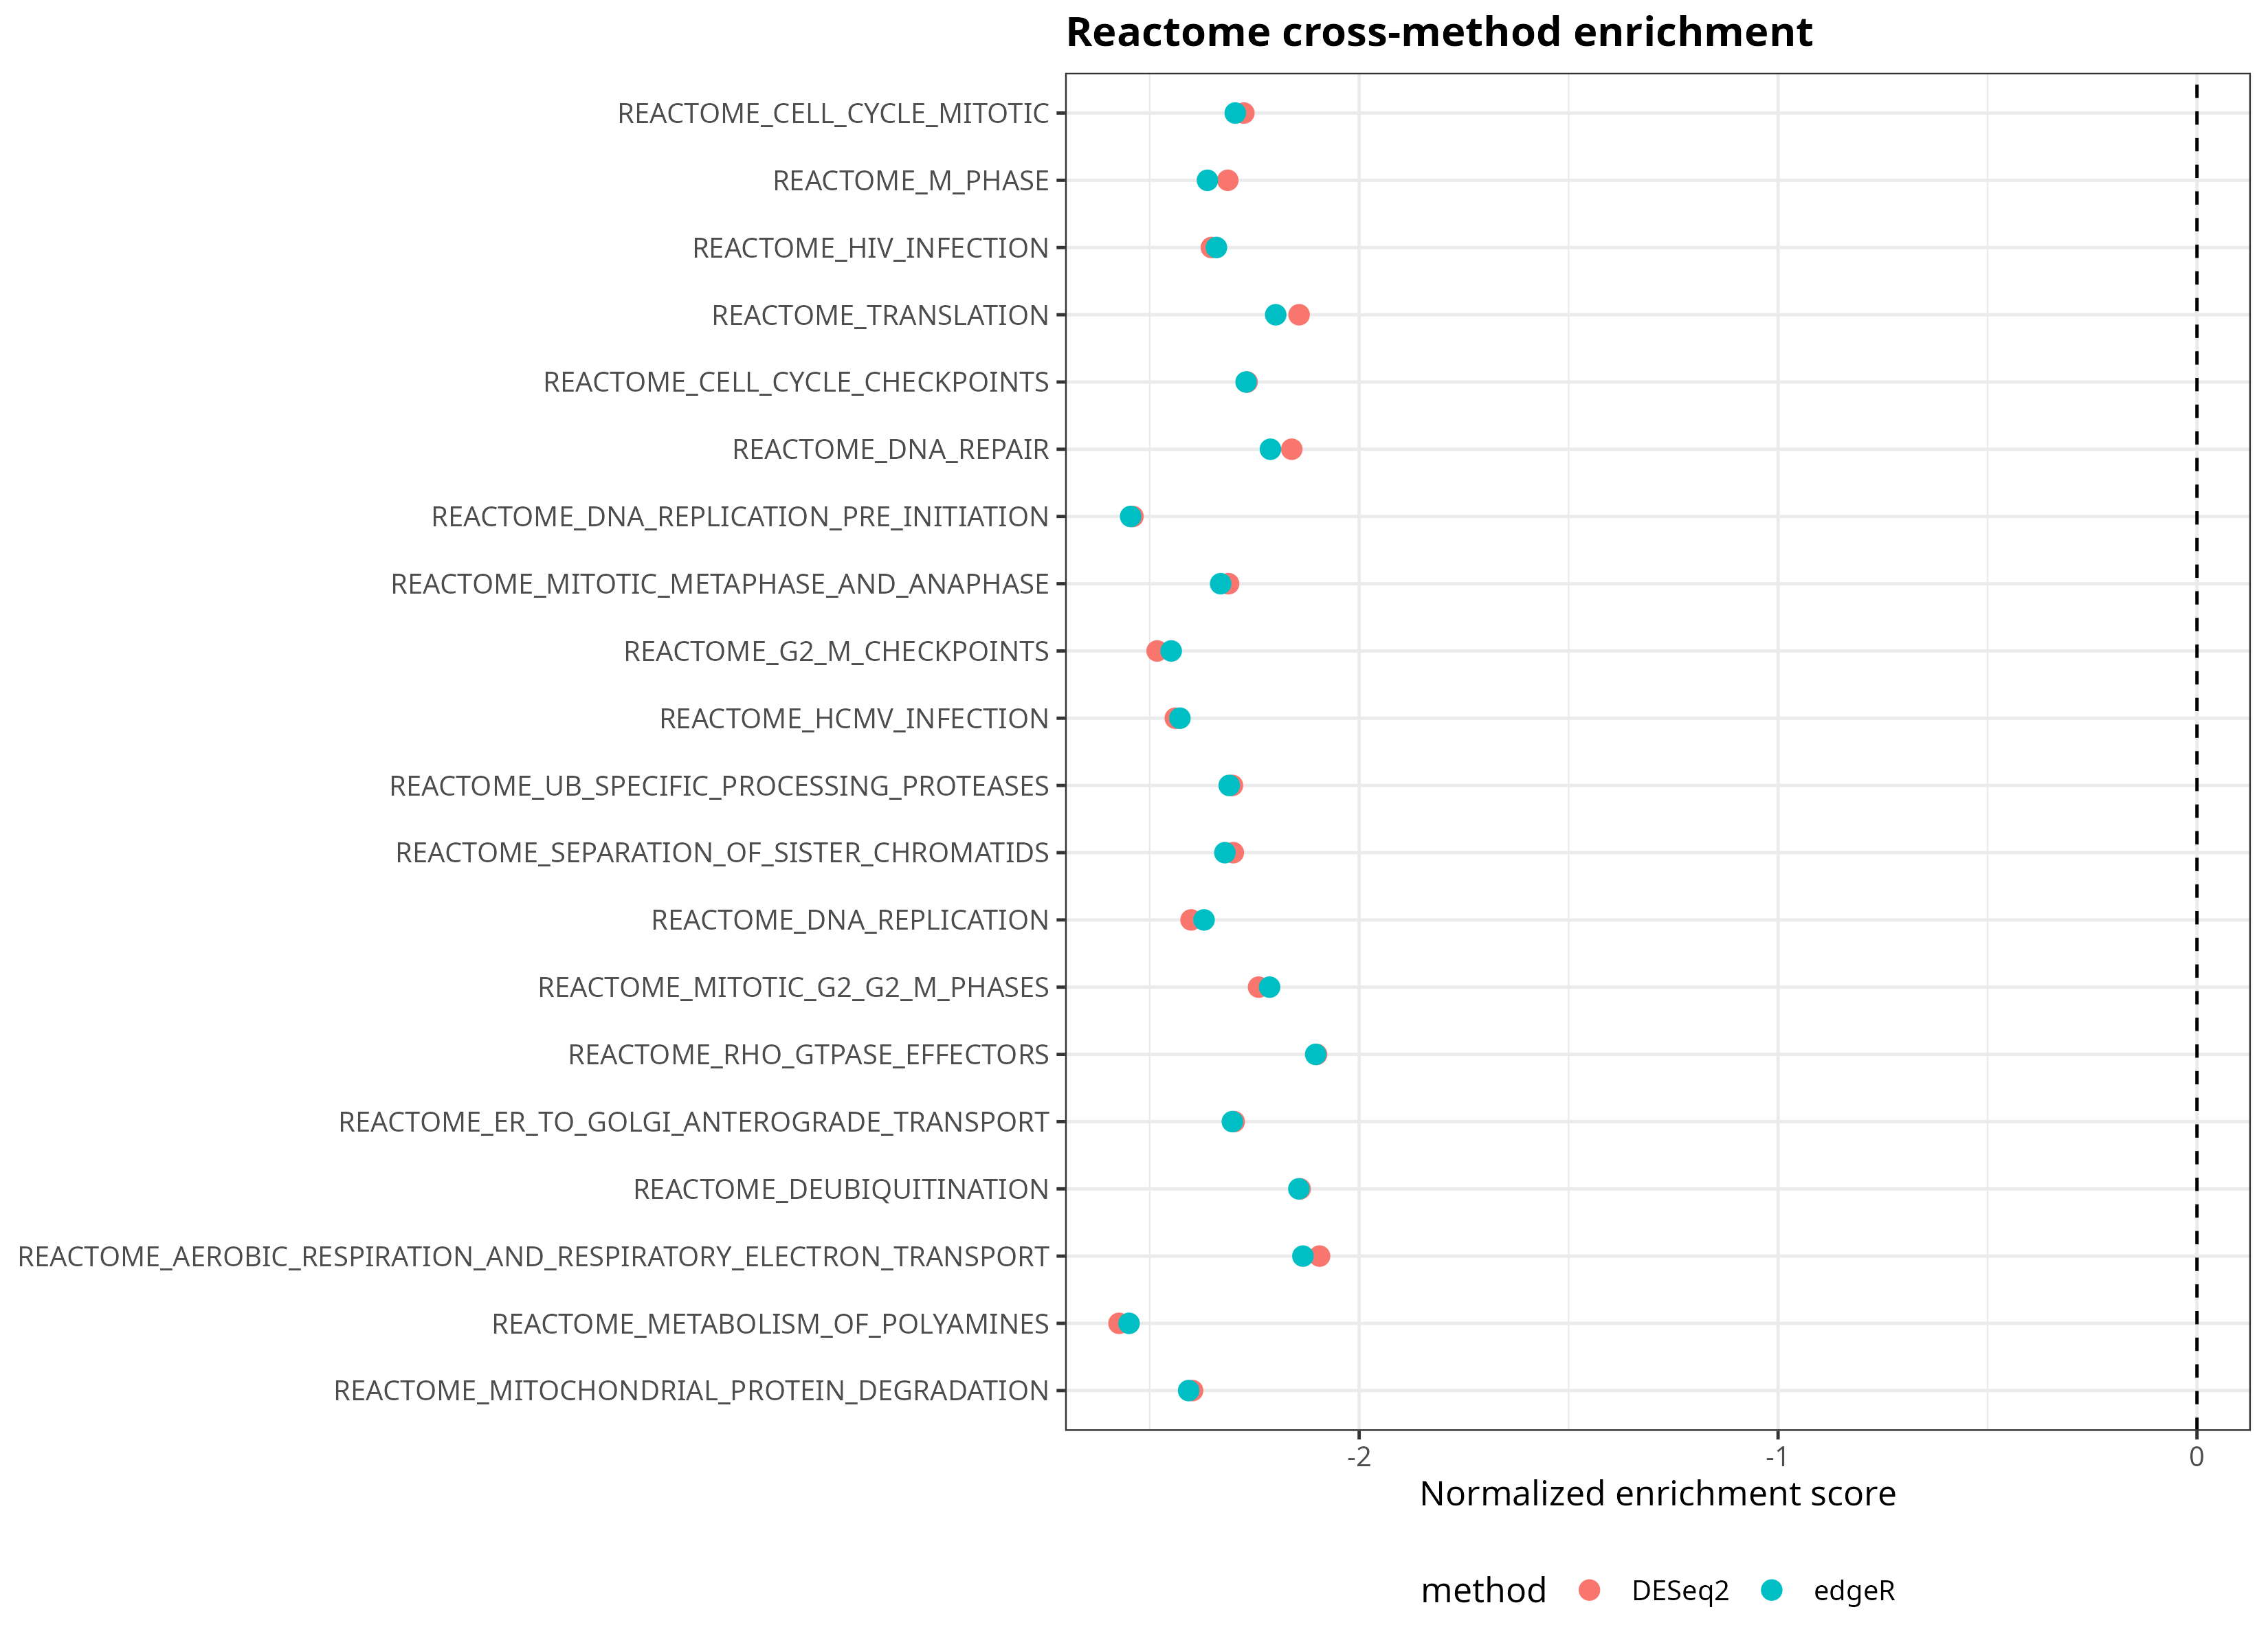 Reactome cross-method enrichment
REACTOME_CELL_CYCLE_MITOTIC
REACTOME_M_PHASE
REACTOME_HIV_INFECTION
REACTOME_TRANSLATION
REACTOME_CELL_CYCLE_CHECKPOINTS
REACTOME_DNA_REPAIR
REACTOME_DNA_REPLICATION_PRE_INITIATION
REACTOME_MITOTIC_METAPHASE_AND_ANAPHASE
REACTOME_G2_M_CHECKPOINTS
REACTOME_HCMV_INFECTION
REACTOME_UB_SPECIFIC_PROCESSING_PROTEASES
REACTOME_SEPARATION_OF_SISTER_CHROMATIDS
REACTOME_DNA_REPLICATION
REACTOME_MITOTIC_G2_G2_M_PHASES
REACTOME_RHO_GTPASE_EFFECTORS
REACTOME_ER_TO_GOLGI_ANTEROGRADE_TRANSPORT
REACTOME_DEUBIQUITINATION
REACTOME_AEROBIC_RESPIRATION_AND_RESPIRATORY_ELECTRON_TRANSPORT
REACTOME_METABOLISM_OF_POLYAMINES
REACTOME_MITOCHONDRIAL_PROTEIN_DEGRADATION
-2 -1 0
Normalized enrichment score
method DESeq2 edgeR